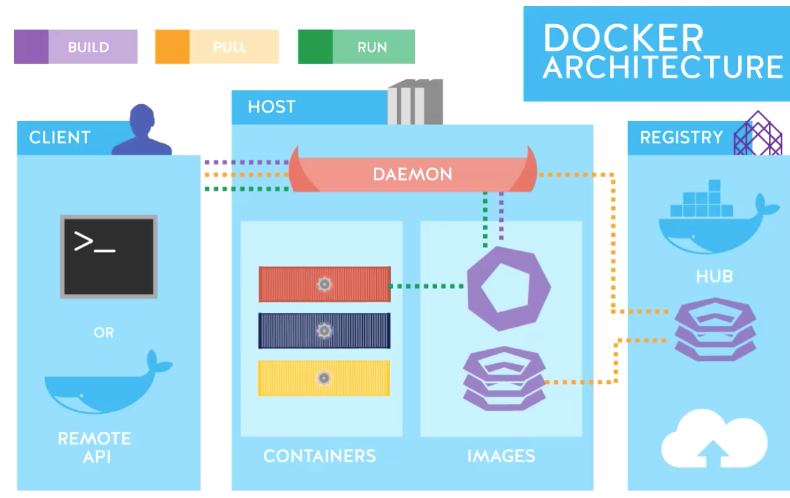 BUILD
PULL
RUN
DOCKER
ARCHITECTURE
CLIENT
HOST
REGISTRY
DAEMON
>_
OR
REMOTE
API
CONTAINERS
IMAGES
HUB